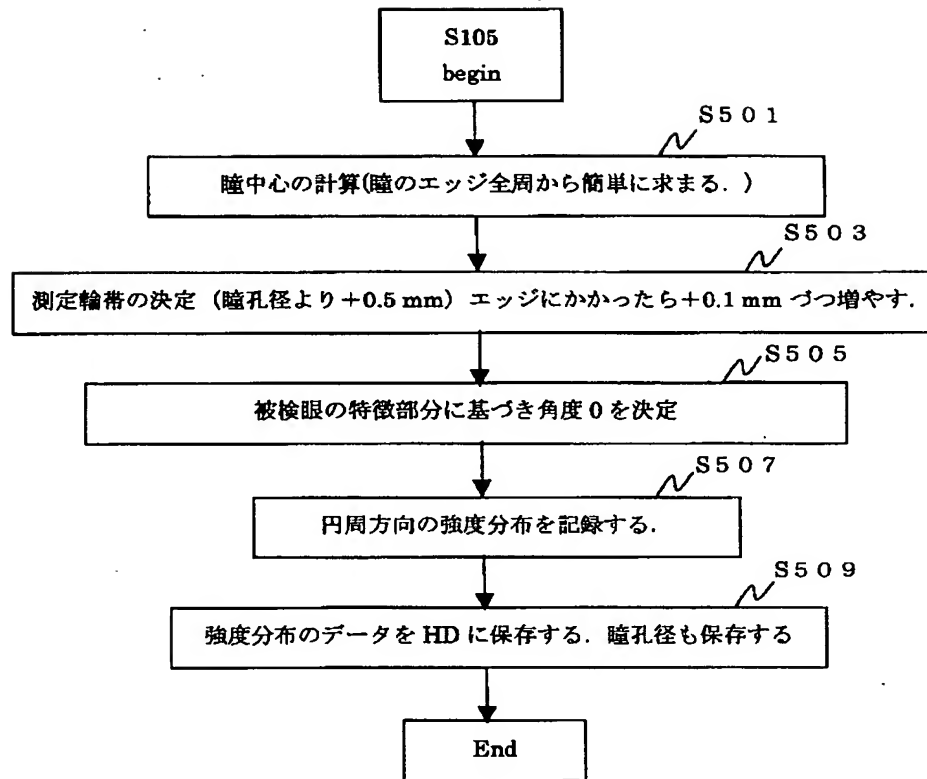 S105
begin
S501
瞳中心の計算(瞳のエッジ全周から簡単に求まる．)
S503
測定輪帯の決定（瞳孔径より＋0.5 mm）エッジにかかったら＋0.1 mm づつ増やす．
S505
被検眼の特徴部分に基づき角度 0 を決定
S507
円周方向の強度分布を記録する．
S509
強度分布のデータを HD に保存する．瞳孔径も保存する
End